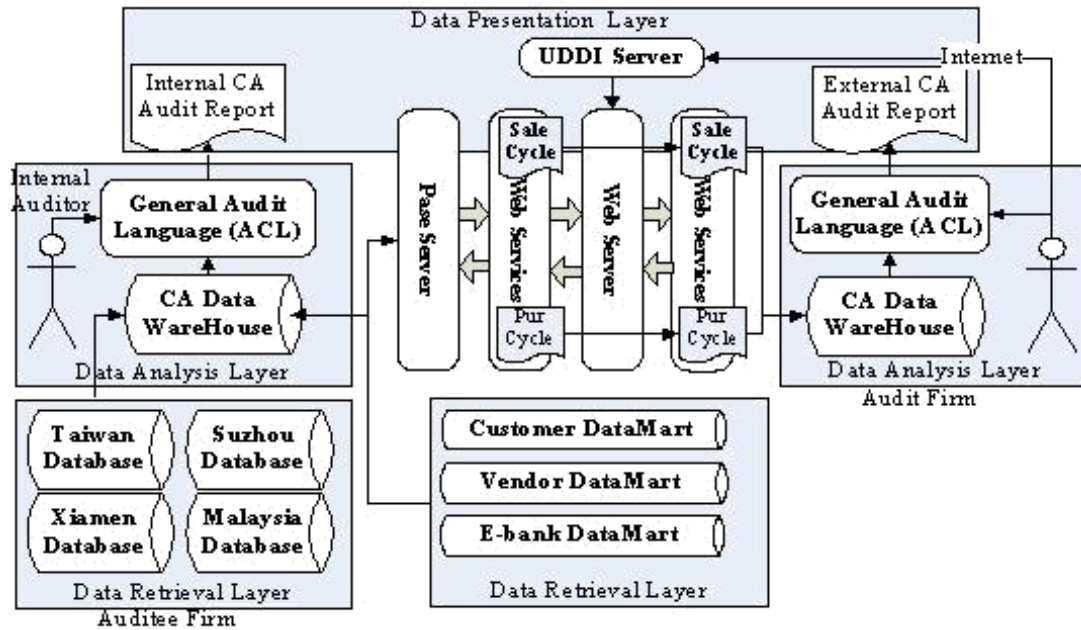 Data Presentation Layer
UDDI Server
Internet
Internal CA
Audit Report
External CA
Audit Report
Sale
Cycle
Sale
Cycle
Internal
Auditor
General Audit
Language (ACL)
Pase Server
Web Services
Web Server
Web Services
General Audit
Language (ACL)
CA Data
WareHouse
Pur
Cycle
Pur
Cycle
CA Data
WareHouse
Data Analysis Layer
Data Analysis Layer
Audit Firm
Taiwan
Database
Suzhou
Database
Xiamen
Database
Malaysia
Database
Customer DataMart
Vendor DataMart
E-bank DataMart
Data Retrieval Layer
Auditee Firm
Data Retrieval Layer